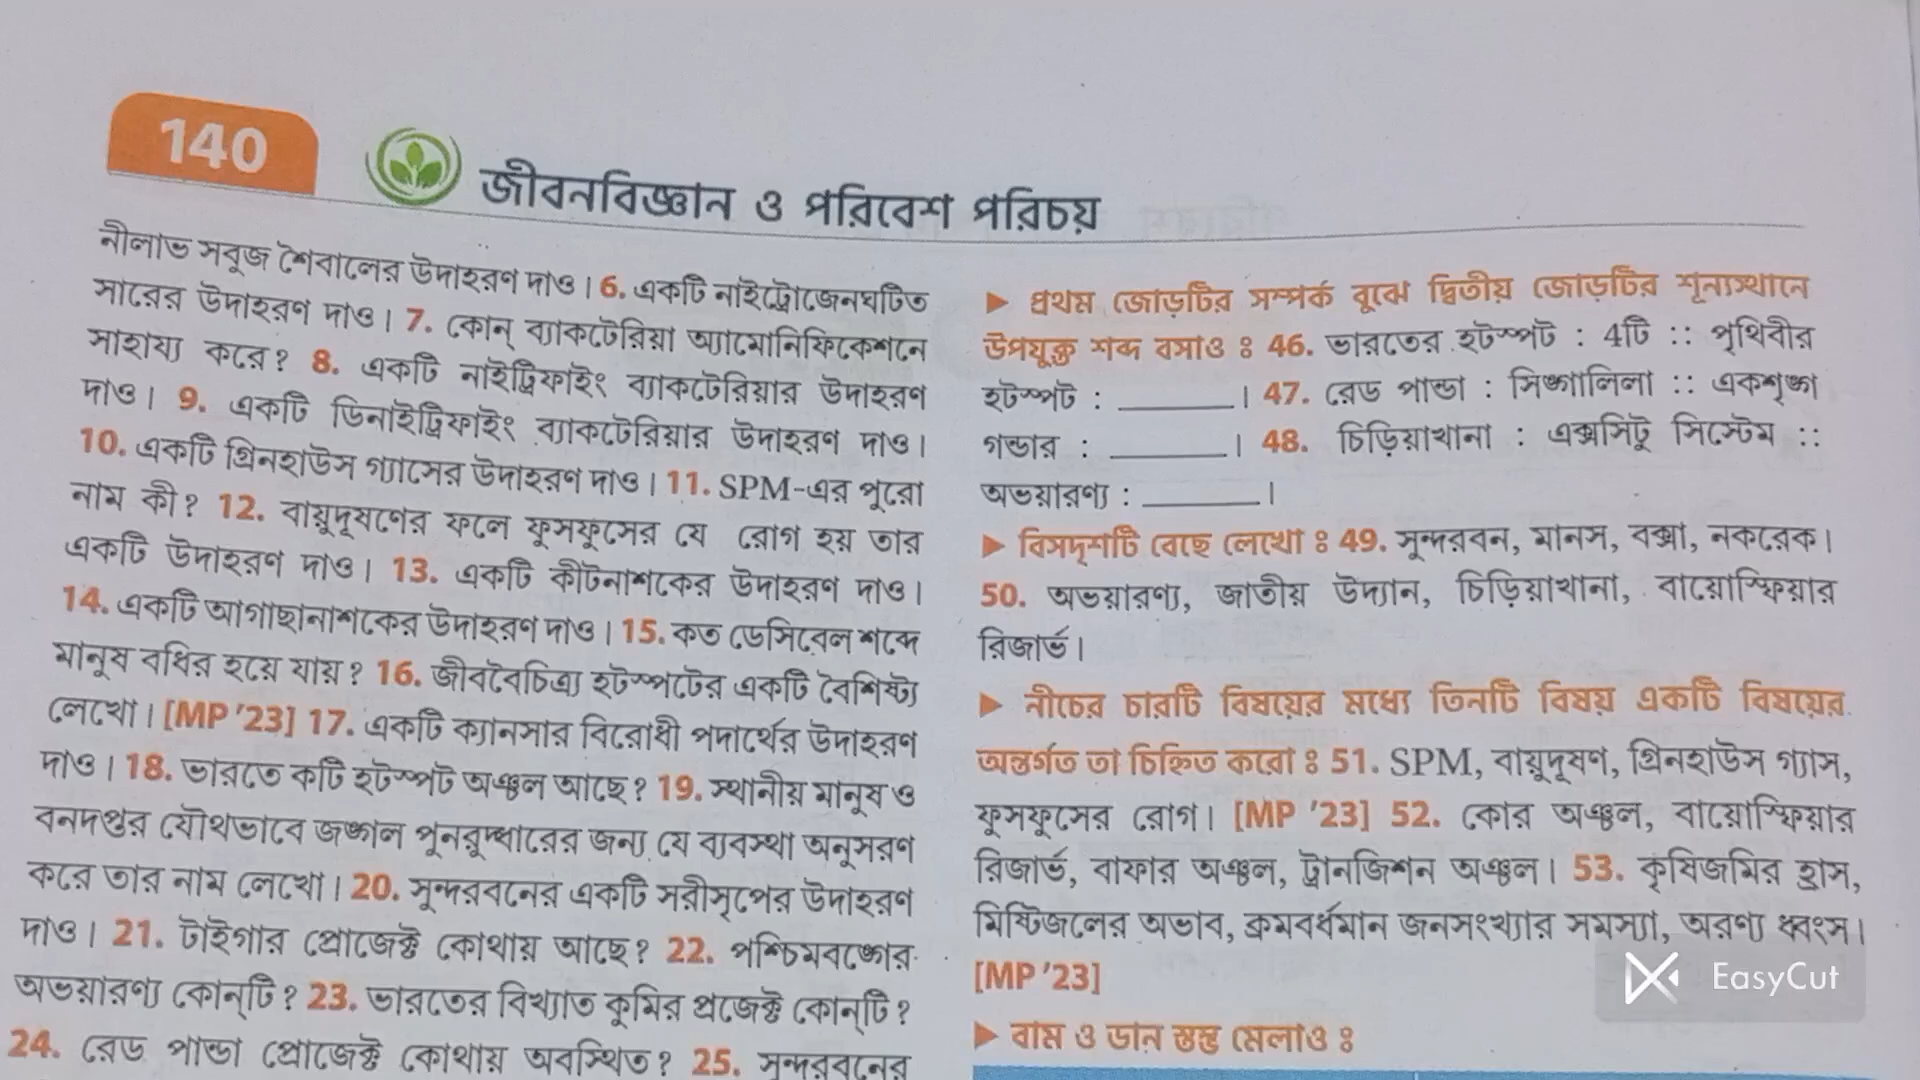 140
জীবনবিজ্ঞান ও পরিবেশ পরিচয়
নীলাভ সবুজ শৈবালের উদাহরণ দাও। 6. একটি নাইট্রোজেনঘটিত
সারের উদাহরণ দাও। 7. কোন্ ব্যাকটেরিয়া অ্যামোনিফিকেশনে
সাহায্য করে? 8. একটি নাইট্রিফাইং ব্যাকটেরিয়ার উদাহরণ
দাও। 9. একটি ডিনাইট্রিফাইং ব্যাকটেরিয়ার উদাহরণ দাও।
10. একটি গ্রিনহাউস গ্যাসের উদাহরণ দাও। 11. SPM-এর পুরো
নাম কী? 12. বায়ুদূষণের ফলে ফুসফুসের যে রোগ হয় তার
একটি উদাহরণ দাও। 13. একটি কীটনাশকের উদাহরণ দাও।
14. একটি আগাছানাশকের উদাহরণ দাও। 15. কত ডেসিবেল শব্দে
মানুষ বধির হয়ে যায়? 16. জীববৈচিত্র্য হটস্পটের একটি বৈশিষ্ট্য
লেখো। [MP '23] 17. একটি ক্যানসার বিরোধী পদার্থের উদাহরণ
দাও। 18. ভারতে কটি হটস্পট অঞ্চল আছে? 19. স্থানীয় মানুষ ও
বনদপ্তর যৌথভাবে জঙ্গল পুনরুদ্ধারের জন্য যে ব্যবস্থা অনুসরণ
করে তার নাম লেখো। 20. সুন্দরবনের একটি সরীসৃপের উদাহরণ
দাও। 21. টাইগার প্রোজেক্ট কোথায় আছে? 22. পশ্চিমবঙ্গের
অভয়ারণ্য কোন্‌টি? 23. ভারতের বিখ্যাত কুমির প্রজেক্ট কোন্‌টি?
24. রেড পান্ডা প্রোজেক্ট কোথায় অবস্থিত? 25. সুন্দরবনের
▶ প্রথম জোড়টির সম্পর্ক বুঝে দ্বিতীয় জোড়টির শূন্যস্থানে
উপযুক্ত শব্দ বসাও : 46. ভারতের হটস্পট : 4টি :: পৃথিবীর
হটস্পট : ________। 47. রেড পান্ডা : সিঙ্গালিলা :: একশৃঙ্গ
গন্ডার : ________। 48. চিড়িয়াখানা : এক্সসিটু সিস্টেম ::
অভয়ারণ্য : ________।
▶ বিসদৃশটি বেছে লেখো : 49. সুন্দরবন, মানস, বক্সা, নকরেক।
50. অভয়ারণ্য, জাতীয় উদ্যান, চিড়িয়াখানা, বায়োস্ফিয়ার
রিজার্ভ।
▶ নীচের চারটি বিষয়ের মধ্যে তিনটি বিষয় একটি বিষয়ের
অন্তর্গত তা চিহ্নিত করো : 51. SPM, বায়ুদূষণ, গ্রিনহাউস গ্যাস,
ফুসফুসের রোগ। [MP '23] 52. কোর অঞ্চল, বায়োস্ফিয়ার
রিজার্ভ, বাফার অঞ্চল, ট্রানজিশন অঞ্চল। 53. কৃষিজমির হ্রাস,
মিষ্টিজলের অভাব, ক্রমবর্ধমান জনসংখ্যার সমস্যা, অরণ্য ধ্বংস।
[MP '23]
▶ বাম ও ডান স্তম্ভ মেলাও :
EasyCut